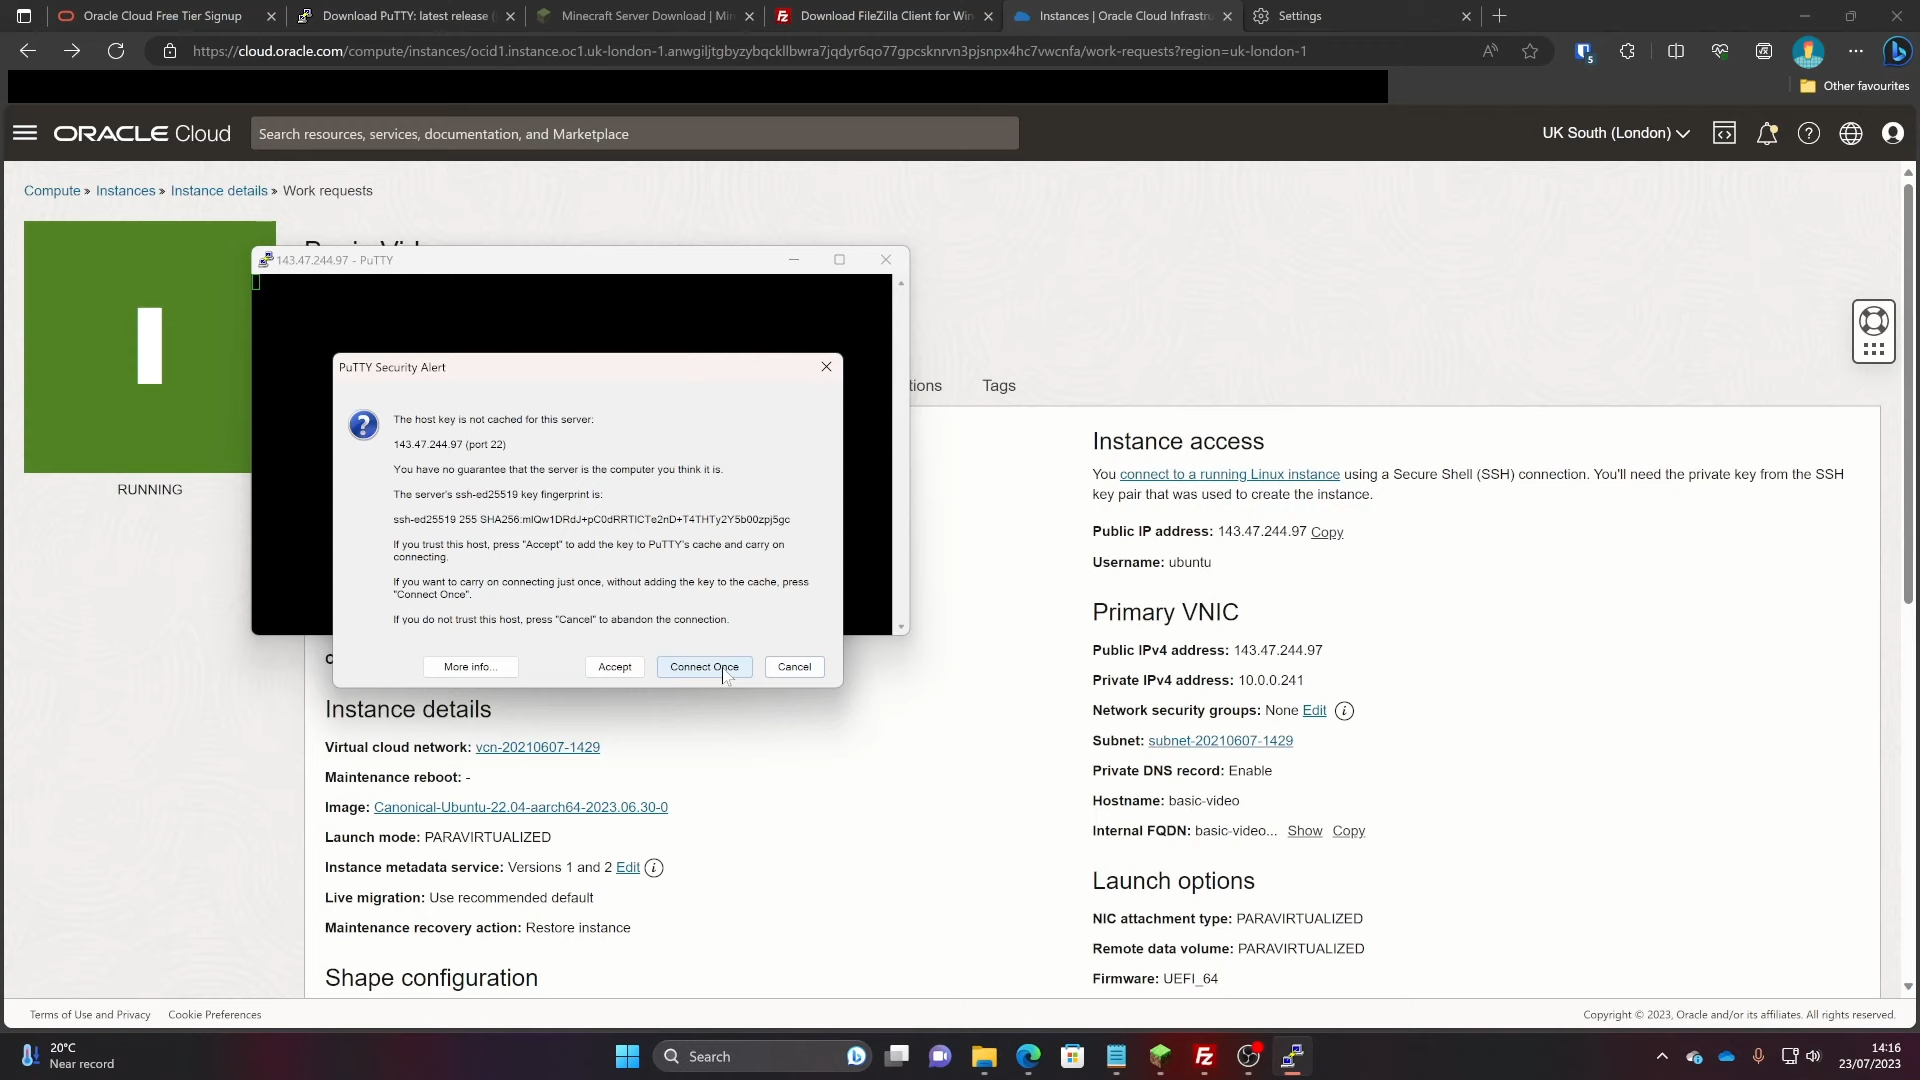 Oracle Cloud Free Tier Signup
Download PuTTY: latest release (
Minecraft Server Download | Min
Download FileZilla Client for Win
Instances | Oracle Cloud Infrastru
Settings
https://cloud.oracle.com/compute/instances/ocid1.instance.oc1.uk-london-1.anwgiljtgbyzybqckllbwra7jqdyr6qo77gpcsknrvn3pjsnpx4hc7vwcnfa/work-requests?region=uk-london-1
5
Other favourites
ORACLE Cloud
Search resources, services, documentation, and Marketplace
UK South (London)
Compute » Instances » Instance details » Work requests
143.47.244.97 - PuTTY
I
RUNNING
PuTTY Security Alert
The host key is not cached for this server:
143.47.244.97 (port 22)
You have no guarantee that the server is the computer you think it is.
The server's ssh-ed25519 key fingerprint is:
ssh-ed25519 255 SHA256:mlQw1DRdJ+pC0dRRTlCTe2nD+T4THTy2Y5b00zpj5gc
If you trust this host, press "Accept" to add the key to PuTTY's cache and carry on
connecting.
If you want to carry on connecting just once, without adding the key to the cache, press
"Connect Once".
If you do not trust this host, press "Cancel" to abandon the connection.
More info...
Accept
Connect Once
Cancel
tions
Tags
Instance details
Virtual cloud network: vcn-20210607-1429
Maintenance reboot: -
Image: Canonical-Ubuntu-22.04-aarch64-2023.06.30-0
Launch mode: PARAVIRTUALIZED
Instance metadata service: Versions 1 and 2 Edit
Live migration: Use recommended default
Maintenance recovery action: Restore instance
Shape configuration
Instance access
You connect to a running Linux instance using a Secure Shell (SSH) connection. You'll need the private key from the SSH
key pair that was used to create the instance.
Public IP address: 143.47.244.97 Copy
Username: ubuntu
Primary VNIC
Public IPv4 address: 143.47.244.97
Private IPv4 address: 10.0.0.241
Network security groups: None Edit
Subnet: subnet-20210607-1429
Private DNS record: Enable
Hostname: basic-video
Internal FQDN: basic-video... Show Copy
Launch options
NIC attachment type: PARAVIRTUALIZED
Remote data volume: PARAVIRTUALIZED
Firmware: UEFI_64
Terms of Use and Privacy
Cookie Preferences
Copyright © 2023, Oracle and/or its affiliates. All rights reserved.
20°C
Near record
Search
14:16
23/07/2023